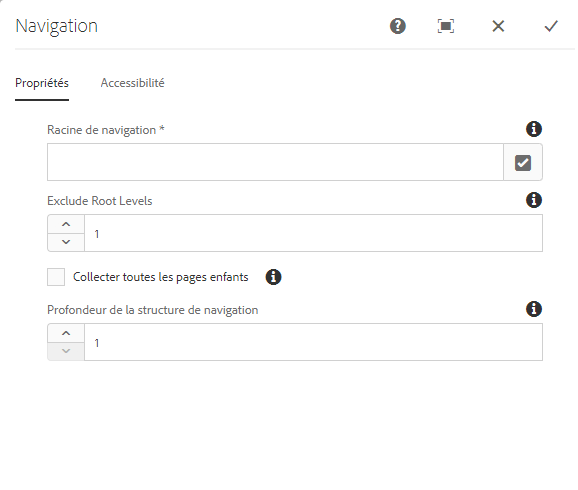 Navigation
Propriétés Accessibilité
Racine de navigation *
Exclude Root Levels
1
Collecter toutes les pages enfants
Profondeur de la structure de navigation
1